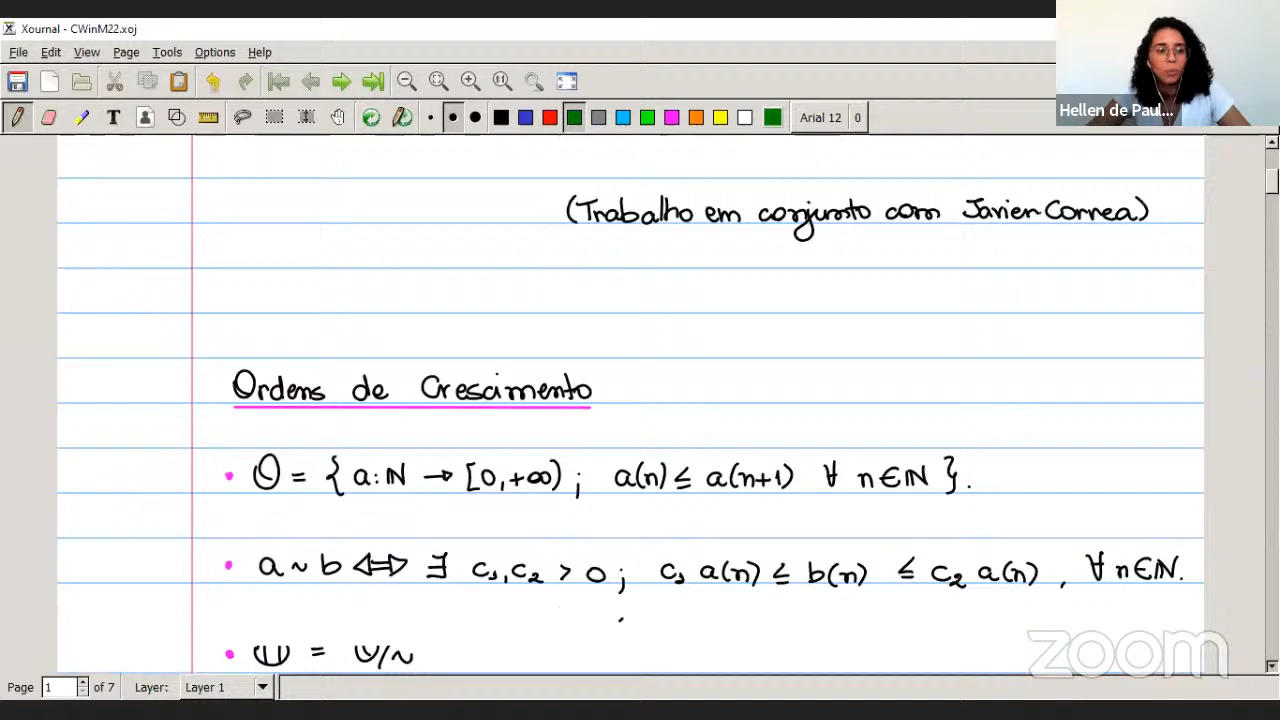 Xournal - CWinM22.xoj
File Edit View Page Tools Options Help
Arial 12 0
Hellen de Paul...
(Trabalho em conjunto com Javier Correa)
Ordens de Crescimento
• O = { a : ℕ → [0,+∞) ; a(n) ≤ a(n+1) ∀ n ∈ ℕ }.
• a ~ b ⟺ ∃ c₁,c₂ > 0 ; c₁ a(n) ≤ b(n) ≤ c₂ a(n) , ∀ n ∈ ℕ.
zoom
Page 1 of 7 Layer: Layer 1